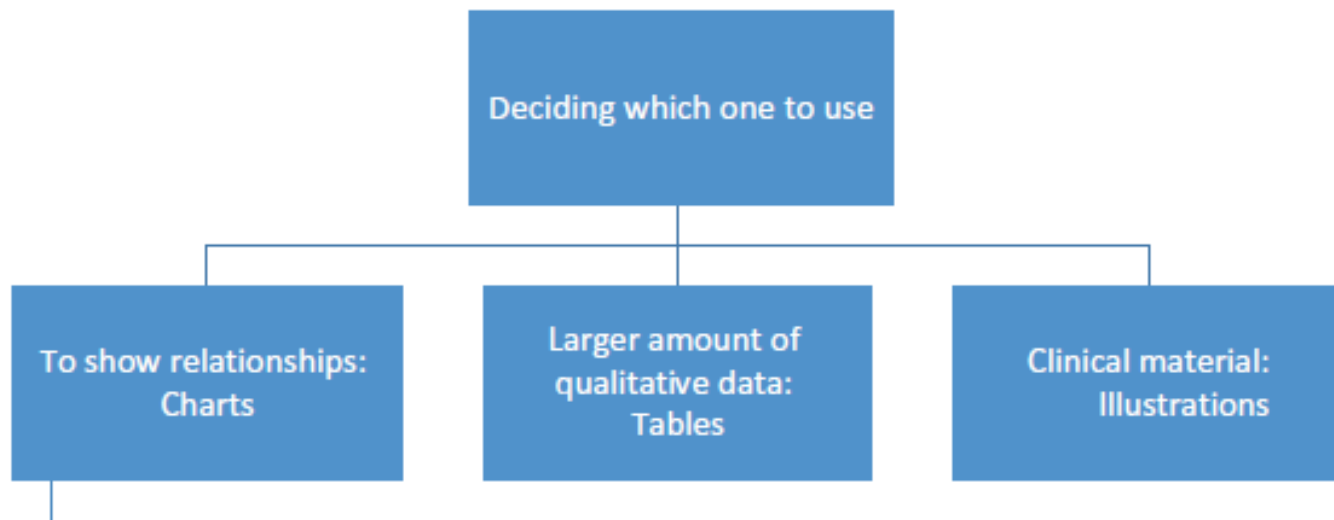 Deciding which one to use
To show relationships:
Charts
Larger amount of
qualitative data:
Tables
Clinical material:
Illustrations